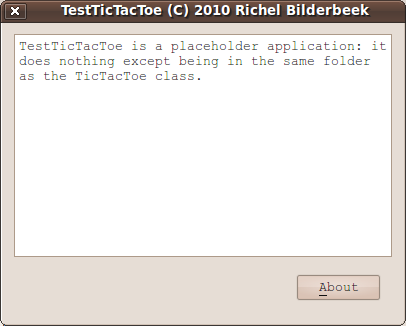 TestTicTacToe (C) 2010 Richel Bilderbeek
TestTicTacToe is a placeholder application: it
does nothing except being in the same folder
as the TicTacToe class.
About